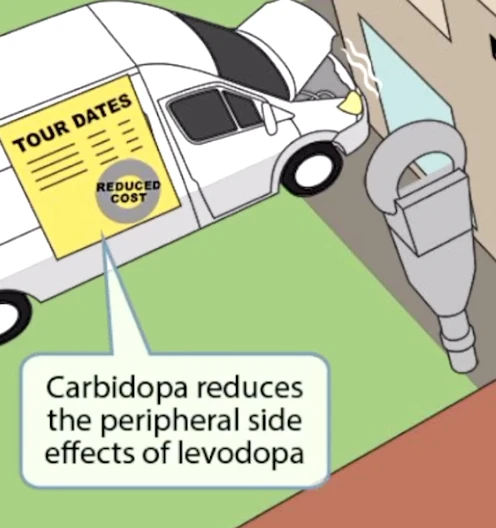 TOUR DATES
REDUCED
COST
Carbidopa reduces
the peripheral side
effects of levodopa